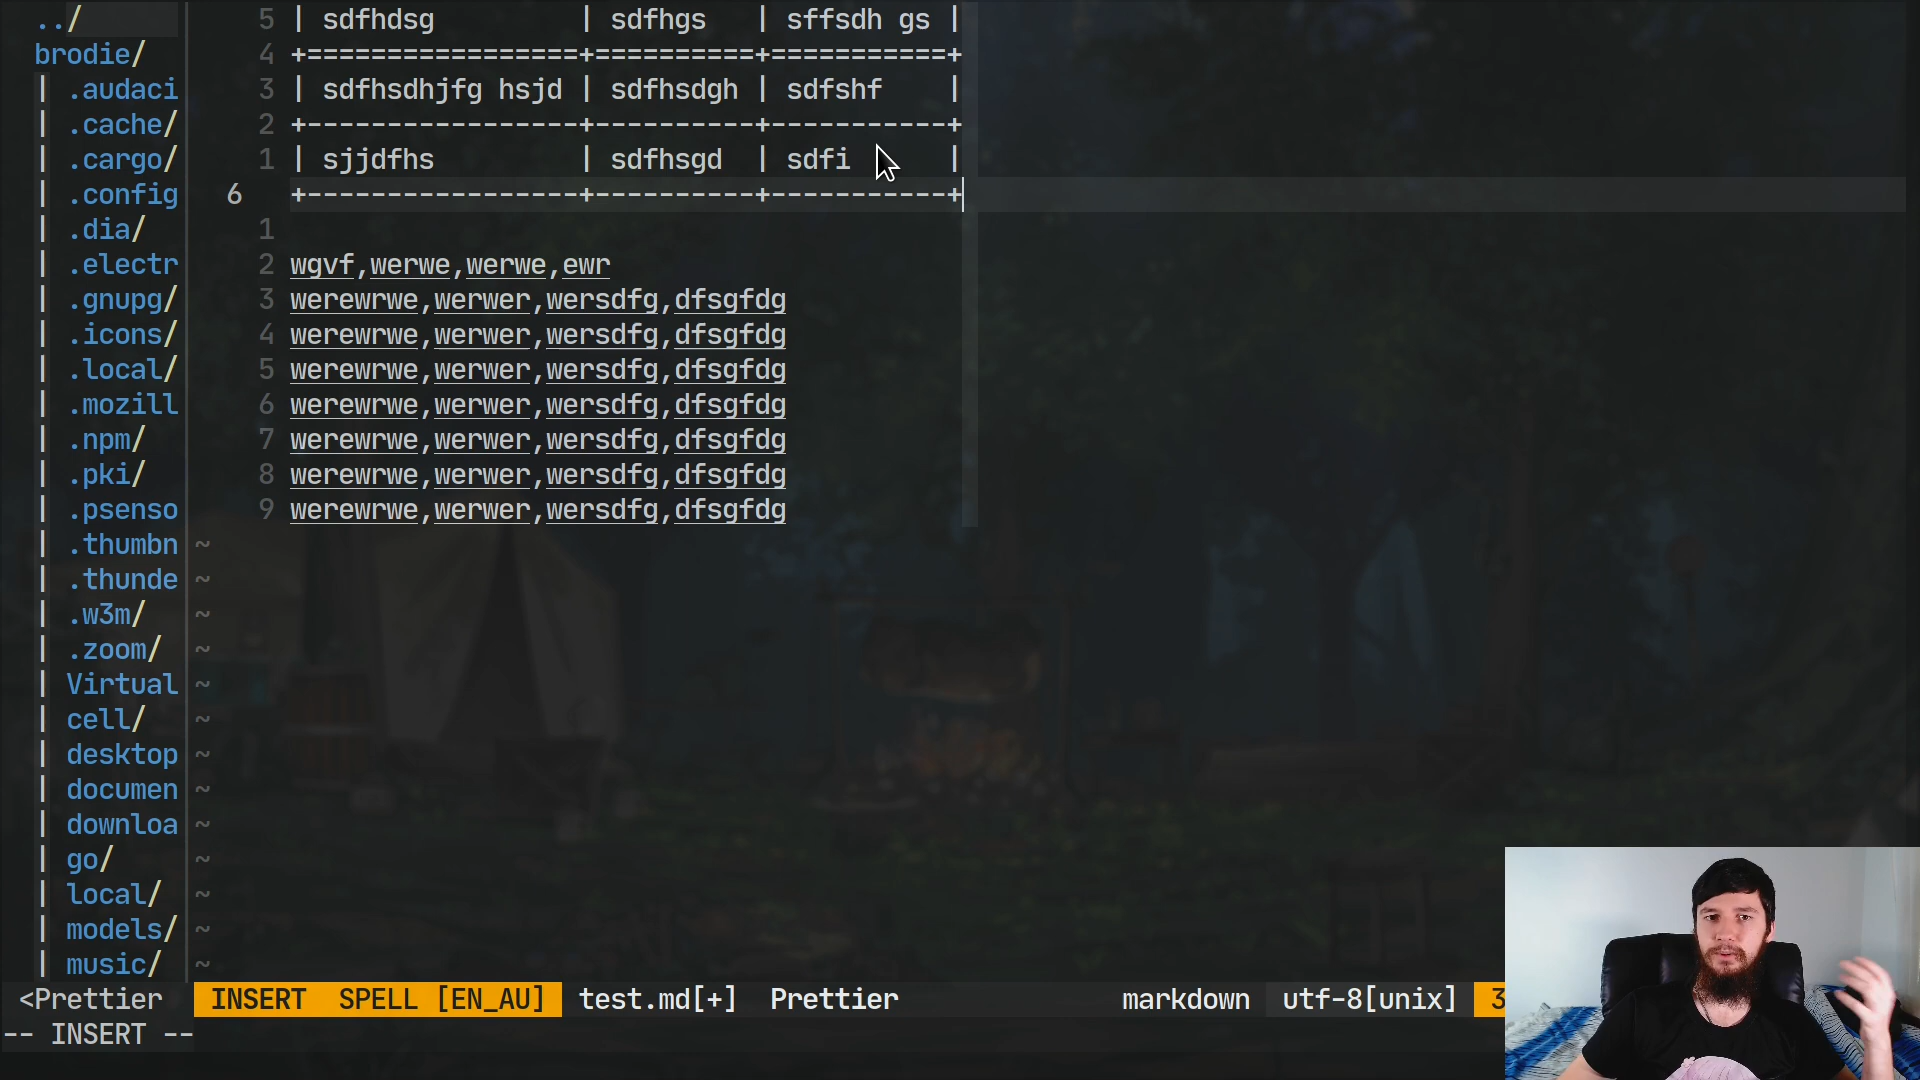 ../
brodie/
| .audaci
| .cache/
| .cargo/
| .config
| .dia/
| .electr
| .gnupg/
| .icons/
| .local/
| .mozill
| .npm/
| .pki/
| .psenso
| .thumbn
| .thunde
| .w3m/
| .zoom/
| Virtual
| cell/
| desktop
| documen
| downloa
| go/
| local/
| models/
| music/
5 | sdfhdsg         | sdfhgs   | sffsdh gs |
4 +=================+==========+===========+
3 | sdfhsdhjfg hsjd | sdfhsdgh | sdfshf    |
2 +-----------------+----------+-----------+
1 | sjjdfhs         | sdfhsgd  | sdfi      |
6 +-----------------+----------+-----------+
1
2 wgvf,werwe,werwe,ewr
3 werewrwe,werwer,wersdfg,dfsgfdg
4 werewrwe,werwer,wersdfg,dfsgfdg
5 werewrwe,werwer,wersdfg,dfsgfdg
6 werewrwe,werwer,wersdfg,dfsgfdg
7 werewrwe,werwer,wersdfg,dfsgfdg
8 werewrwe,werwer,wersdfg,dfsgfdg
9 werewrwe,werwer,wersdfg,dfsgfdg
~
~
~
~
~
~
~
~
~
~
~
~
~
<Prettier INSERT SPELL [EN_AU] test.md[+] Prettier markdown utf-8[unix] 3
-- INSERT --